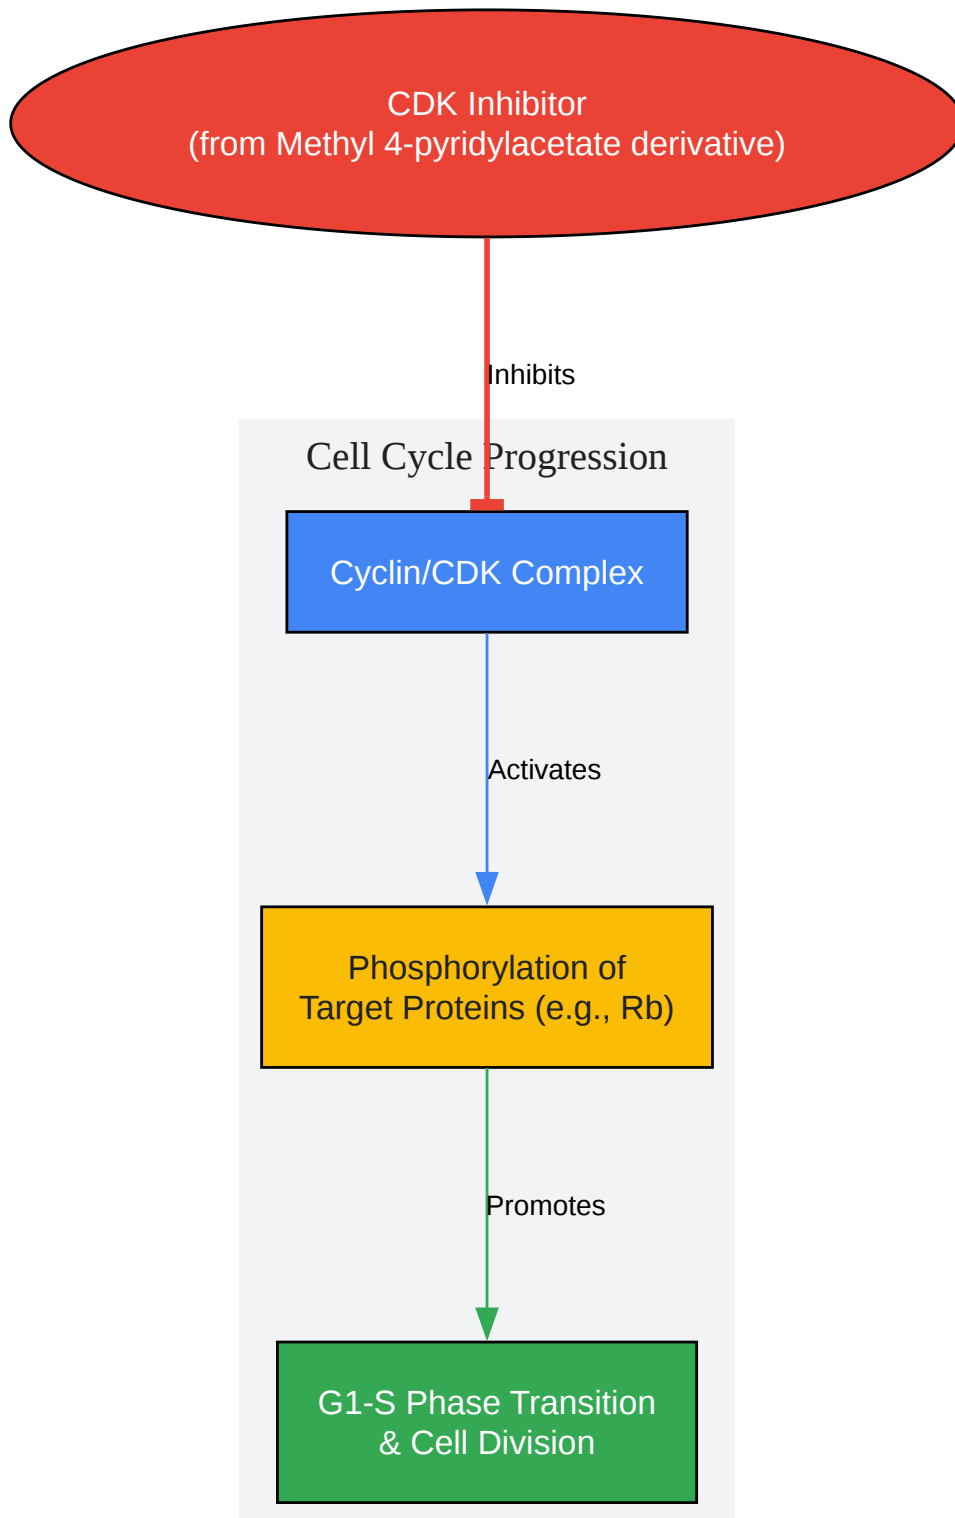 CDK Inhibitor
(from Methyl 4-pyridylacetate derivative)
Inhibits
Cell Cycle Progression
Cyclin/CDK Complex
Activates
Phosphorylation of
Target Proteins (e.g., Rb)
Promotes
G1-S Phase Transition
& Cell Division